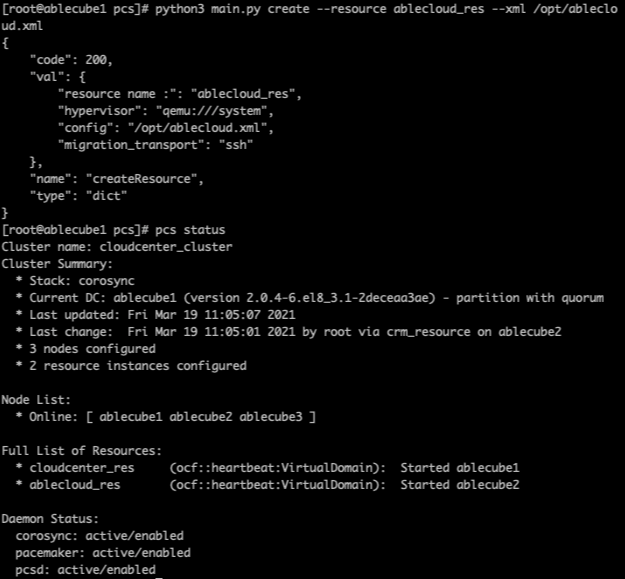 [root@ablecube1 pcs]# python3 main.py create --resource ablecloud_res --xml /opt/ableclo
ud.xml
{
    "code": 200,
    "val": {
        "resource name :": "ablecloud_res",
        "hypervisor": "qemu:///system",
        "config": "/opt/ablecloud.xml",
        "migration_transport": "ssh"
    },
    "name": "createResource",
    "type": "dict"
}
[root@ablecube1 pcs]# pcs status
Cluster name: cloudcenter_cluster
Cluster Summary:
  * Stack: corosync
  * Current DC: ablecube1 (version 2.0.4-6.el8_3.1-2deceaa3ae) - partition with quorum
  * Last updated: Fri Mar 19 11:05:07 2021
  * Last change:  Fri Mar 19 11:05:01 2021 by root via crm_resource on ablecube2
  * 3 nodes configured
  * 2 resource instances configured

Node List:
  * Online: [ ablecube1 ablecube2 ablecube3 ]

Full List of Resources:
  * cloudcenter_res     (ocf::heartbeat:VirtualDomain):  Started ablecube1
  * ablecloud_res       (ocf::heartbeat:VirtualDomain):  Started ablecube2

Daemon Status:
  corosync: active/enabled
  pacemaker: active/enabled
  pcsd: active/enabled